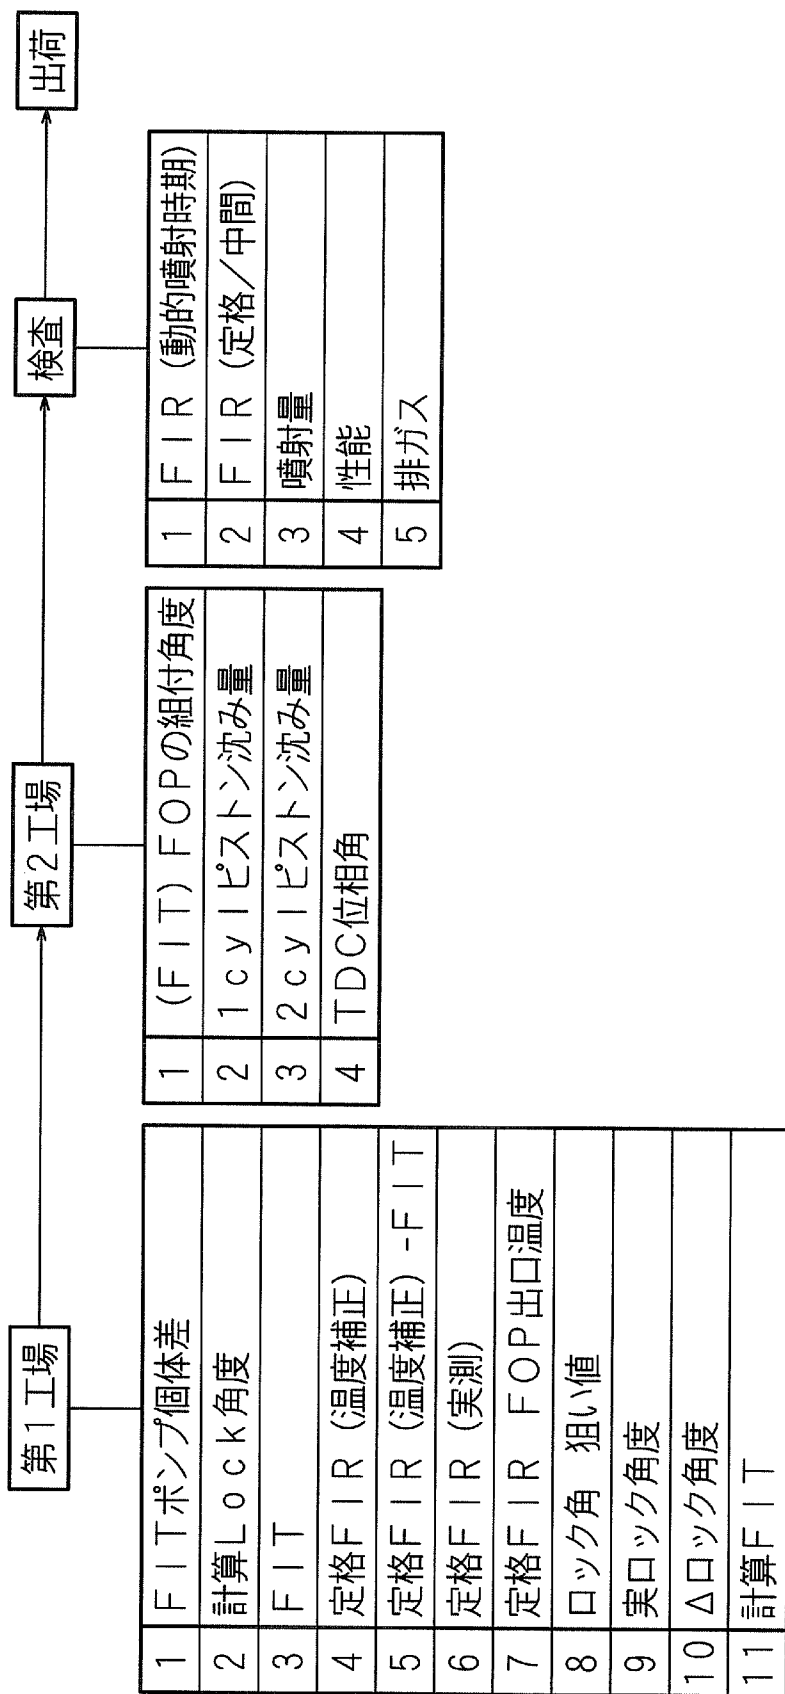 第1工場
第2工場
検査
出荷
1 FITポンプ個体差
2 計算Lock角度
3 FIT
4 定格FIR(温度補正)
5 定格FIR(温度補正)-FIT
6 定格FIR(実測)
7 定格FIR FOP出口温度
8 ロック角 狙い値
9 実ロック角度
10 Δロック角度
11 計算FIT
1 (FIT)FOPの組付角度
2 1cylピストン沈み量
3 2cylピストン沈み量
4 TDC位相角
1 FIR(動的噴射時期)
2 FIR(定格/中間)
3 噴射量
4 性能
5 排ガス